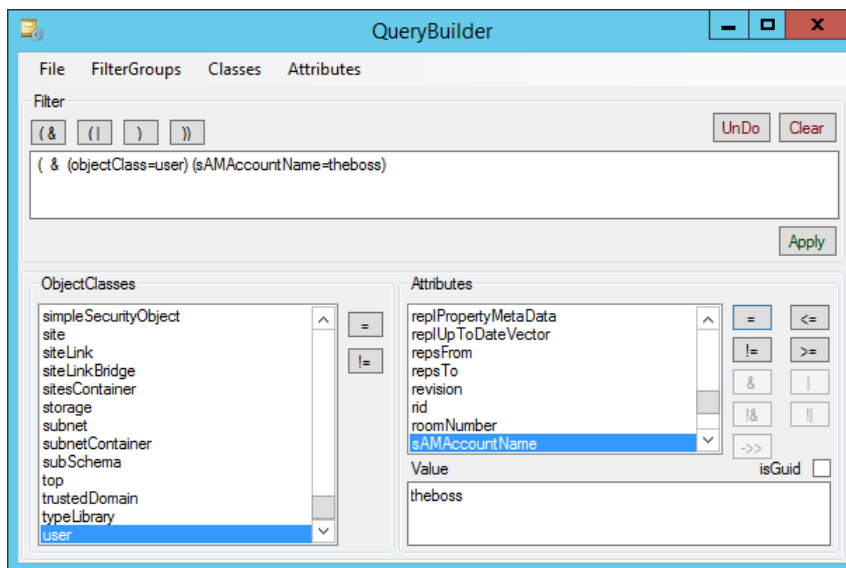 QueryBuilder
x
File FilterGroups Classes Attributes
Filter
( & ( | ) ))
UnDo Clear
( & (objectClass=user) (sAMAccountName=theboss)
Apply
ObjectClasses
simpleSecurityObject
site
siteLink
siteLinkBridge
sitesContainer
storage
subnet
subnetContainer
subSchema
top
trustedDomain
typeLibrary
user
=
!=
Attributes
replPropertyMetaData
replUpToDateVector
repsFrom
repsTo
revision
rid
roomNumber
sAMAccountName
= <=
!= >=
& |
!& !|
->>
Value isGuid
theboss